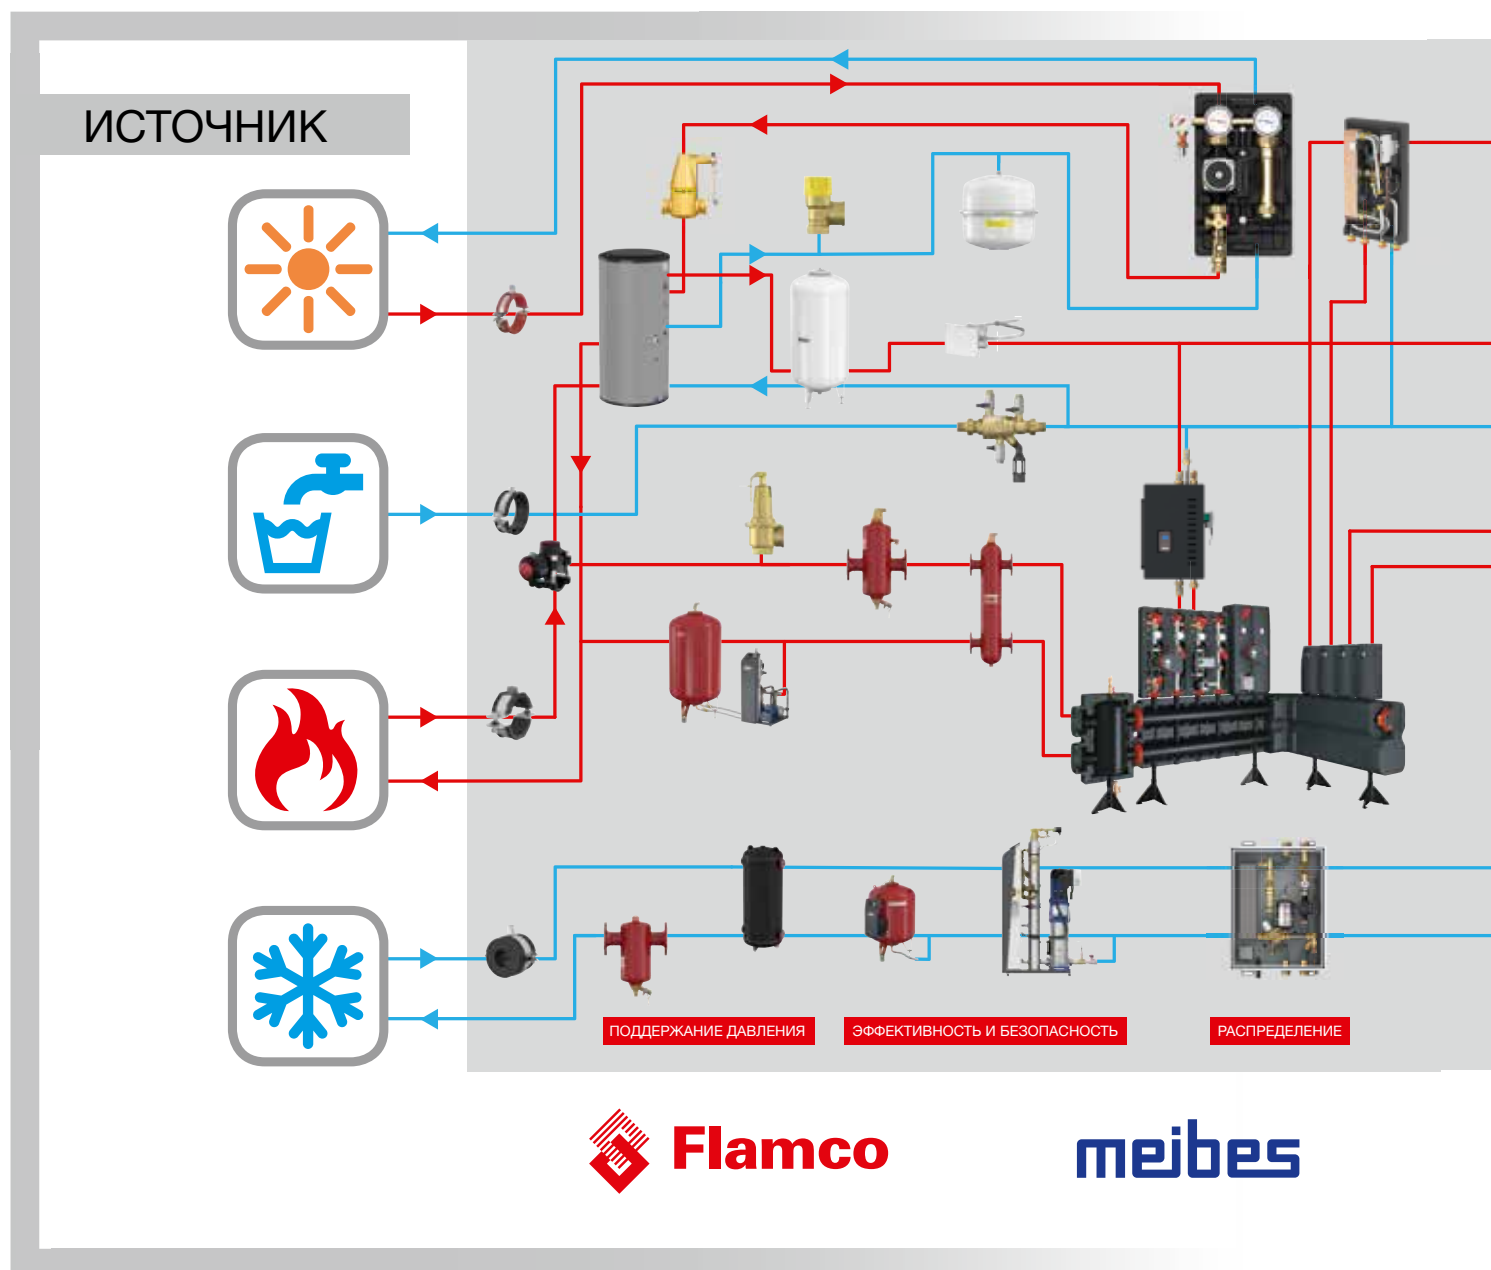 ИСТОЧНИК
ПОДДЕРЖАНИЕ ДАВЛЕНИЯ
ЭФФЕКТИВНОСТЬ И БЕЗОПАСНОСТЬ
РАСПРЕДЕЛЕНИЕ
Flamco
meibes